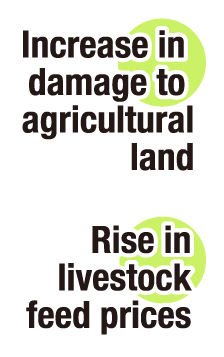 Increase in
damage to
agricultural
land
Rise in
livestock
feed prices